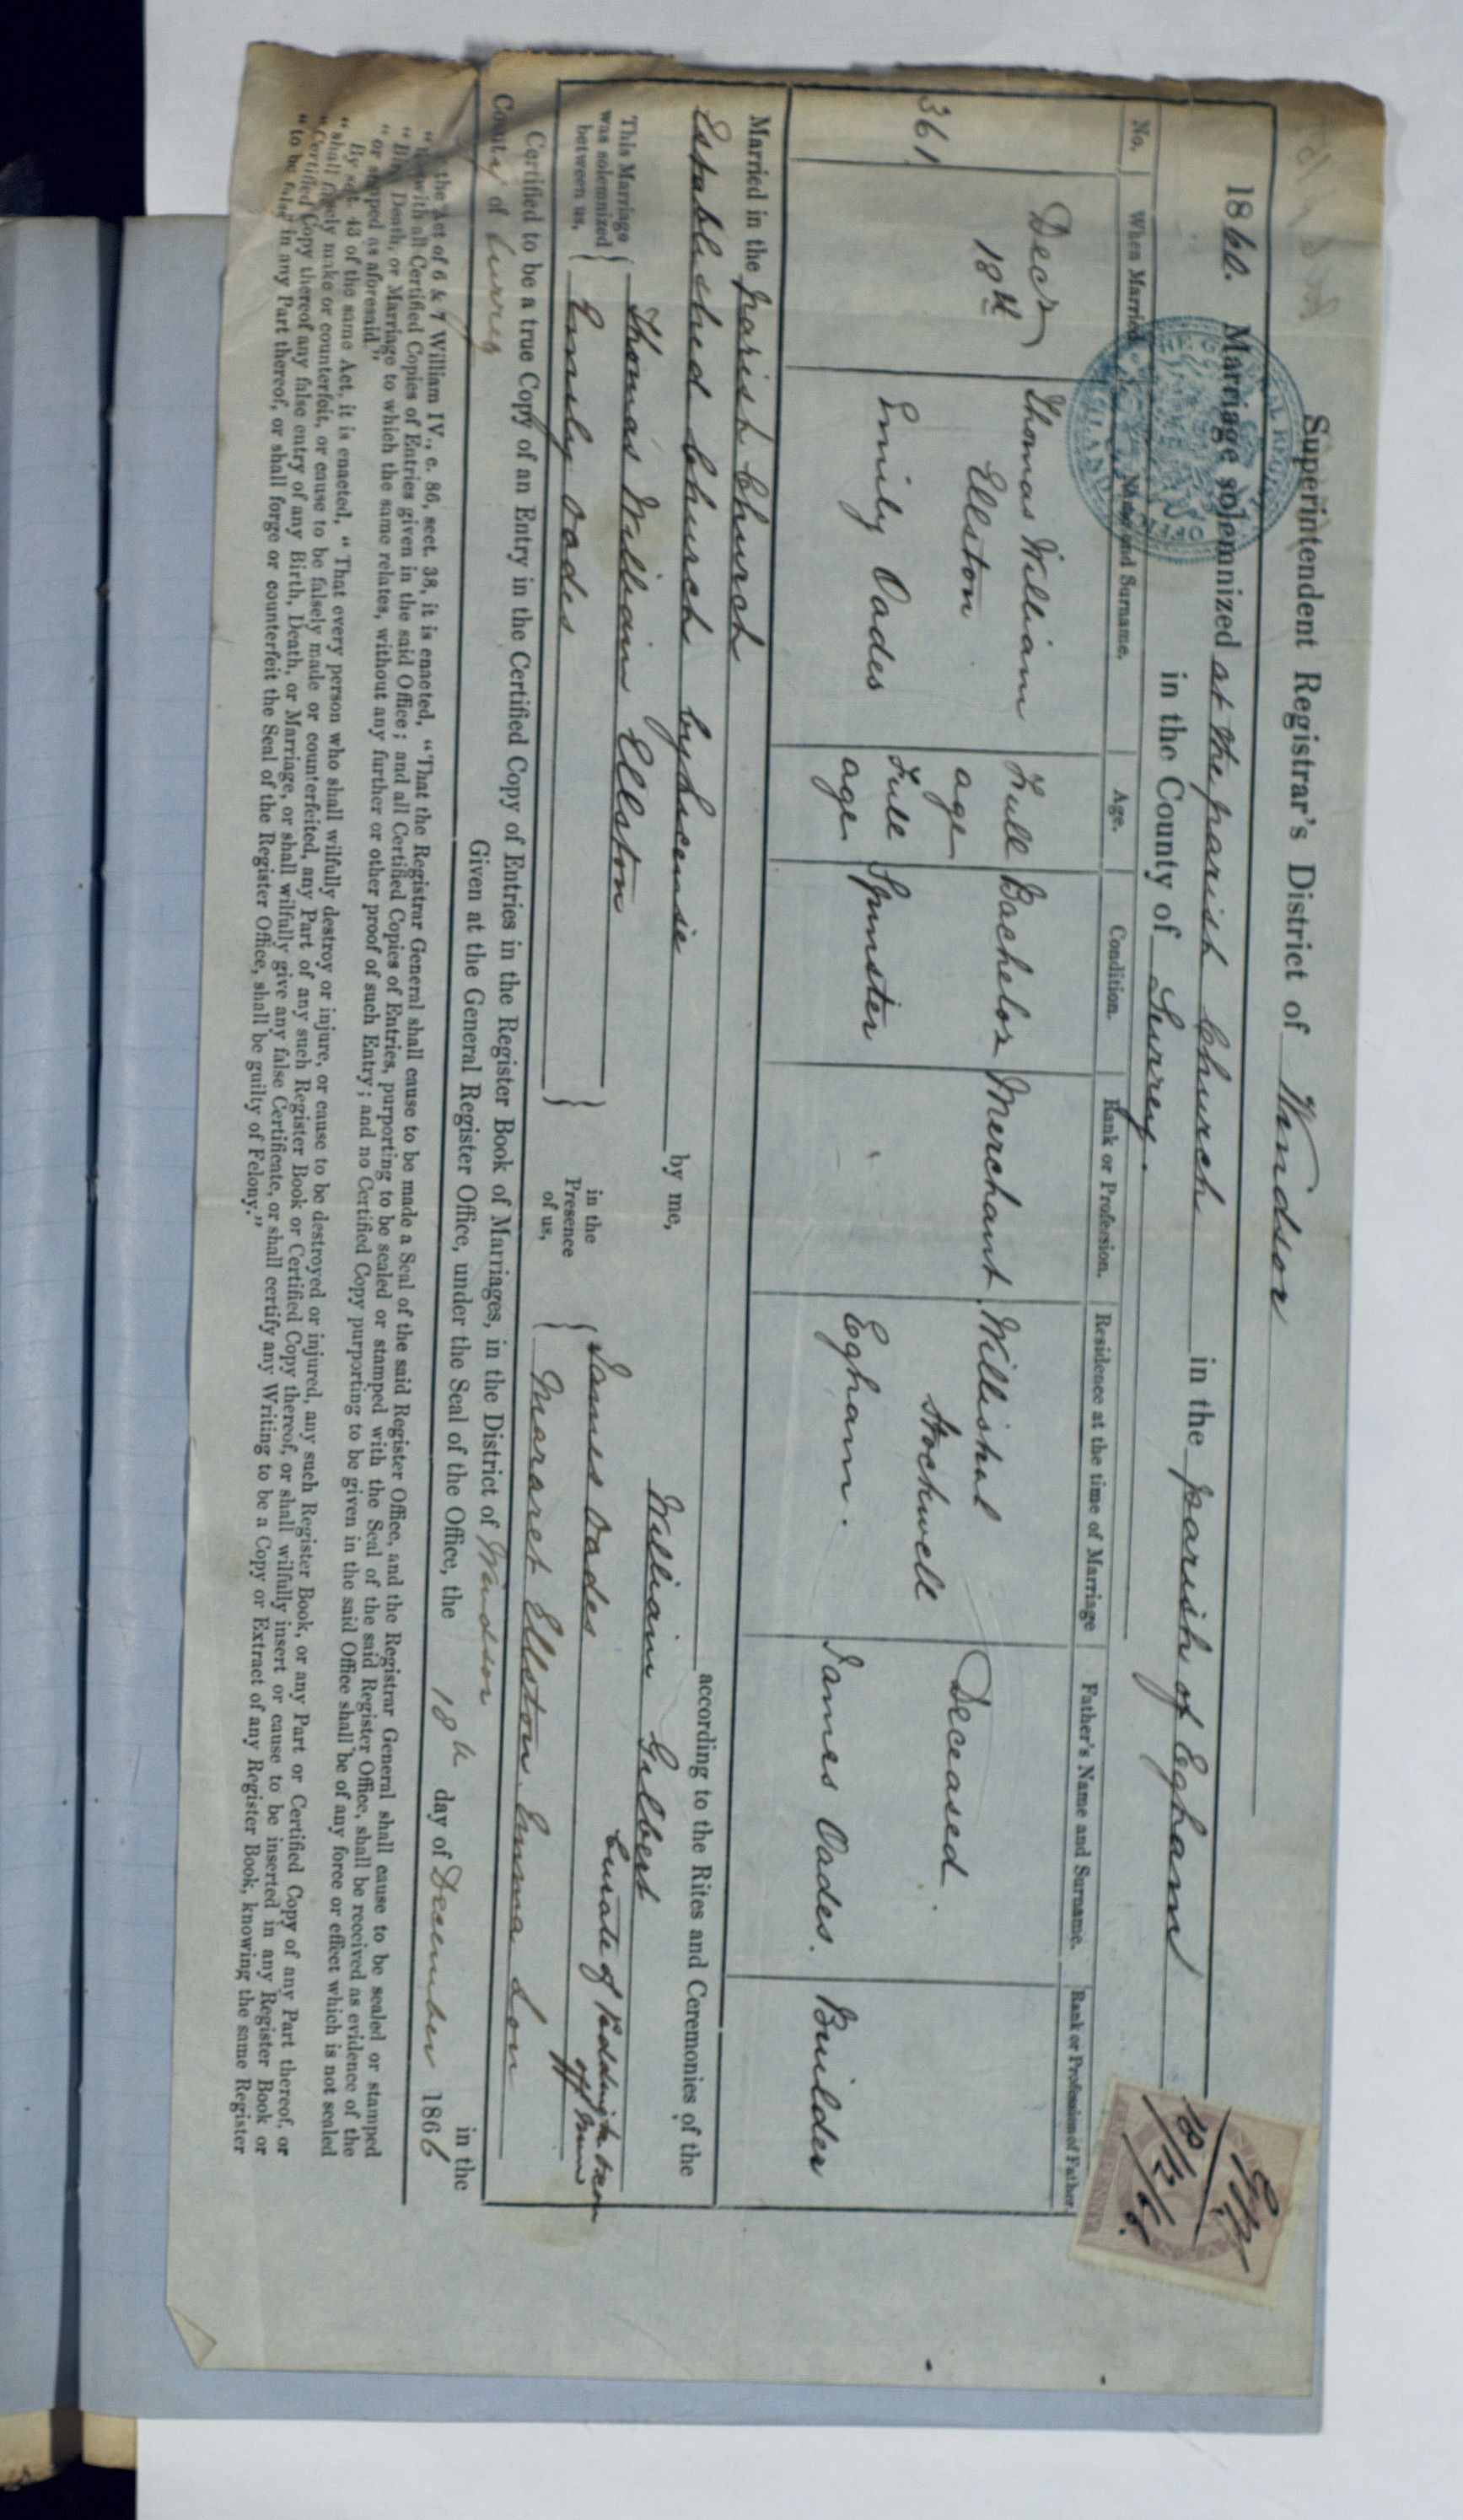 Superintendent Registrar's District of Windsor
1860. Marriage solemnized at the parish Church in the parish of Egham
in the County of Surrey.
No. When Married. Name and Surname. Age. Condition. Rank or Profession. Residence at the time of Marriage Father's Name and Surname. Rank or Profession of Father.
361 Decr 18th Thomas William Ellston Full age Bachelor Merchant Stockwell Deceased.
Emily Oades Full age Spinster Egham. James Oades. Builder
Married in the parish Church according to the Rites and Ceremonies of the
Established Church by License by me, William Gilbert
Curate of
This Marriage was solemnized between us, Thomas William Ellston Emily Oades in the Presence of us, James Oades Marget Ellston. Emma
Certified to be a true Copy of an Entry in the Certified Copy of Entries in the Register Book of Marriages, in the District of Windsor in the
County of Surrey
Given at the General Register Office, under the Seal of the Office, the 18th day of December 1866
the Act of 6 & 7 William IV., c. 86, sect. 38, it is enacted, "That the Registrar General shall cause to be made a Seal of the said Register Office, and the Registrar General shall cause to be sealed or stamped
"therewith all Certified Copies of Entries given in the said Office; and all Certified Copies of Entries, purporting to be sealed or stamped with the Seal of the said Register Office, shall be received as evidence of the
"Birth, Death, or Marriage to which the same relates, without any further or other proof of such Entry; and no Certified Copy purporting to be given in the said Office shall be of any force or effect which is not sealed
"or stamped as aforesaid."
By sect. 43 of the same Act, it is enacted, "That every person who shall wilfully destroy or injure, or cause to be destroyed or injured, any such Register Book, or any Part or Certified Copy of any Part thereof, or
"shall falsely make or counterfeit, or cause to be falsely made or counterfeited, any Part of any such Register Book or Certified Copy thereof, or shall wilfully insert or cause to be inserted in any Register Book or
"Certified Copy thereof any false entry of any Birth, Death, or Marriage, or shall wilfully give any false Certificate, or shall certify any Writing to be a Copy or Extract of any Register Book, knowing the same Register
"to be false in any Part thereof, or shall forge or counterfeit the Seal of the Register Office, shall be guilty of Felony."
18/12/66.